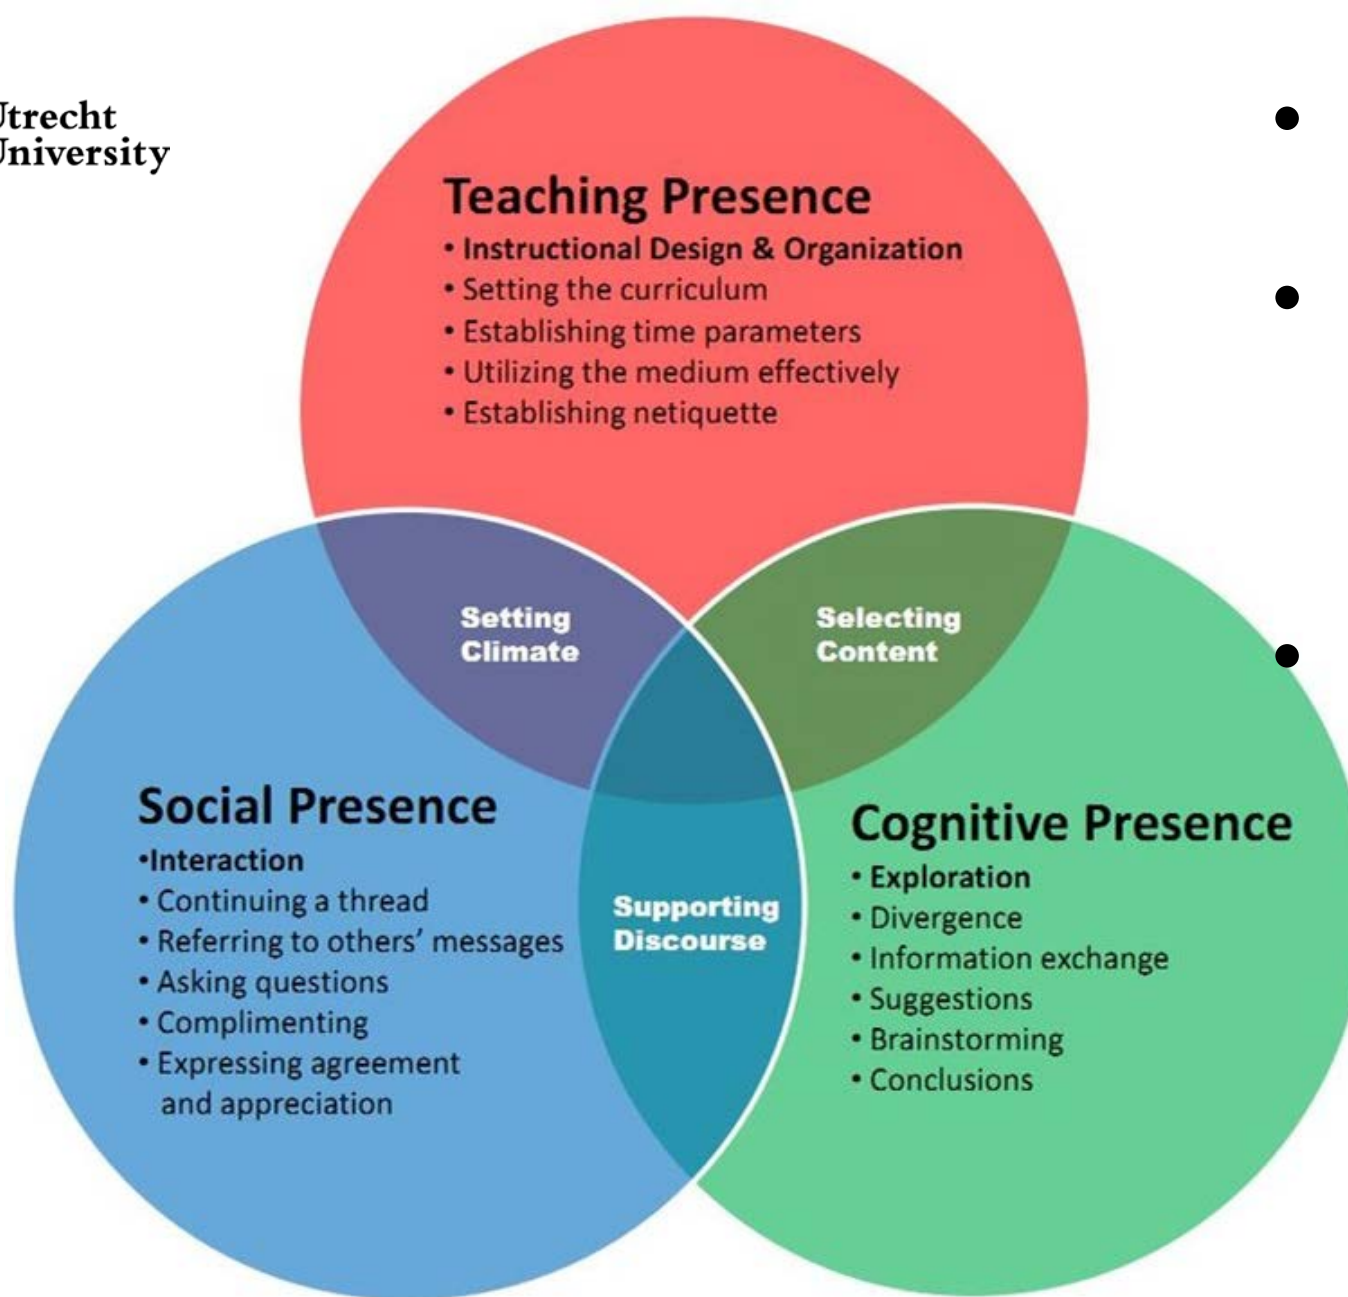 Utrecht
University
Teaching Presence
• Instructional Design & Organization
• Setting the curriculum
• Establishing time parameters
• Utilizing the medium effectively
• Establishing netiquette
Setting
Climate
Selecting
Content
Social Presence
•Interaction
• Continuing a thread
• Referring to others’ messages
• Asking questions
• Complimenting
• Expressing agreement
and appreciation
Supporting
Discourse
Cognitive Presence
• Exploration
• Divergence
• Information exchange
• Suggestions
• Brainstorming
• Conclusions